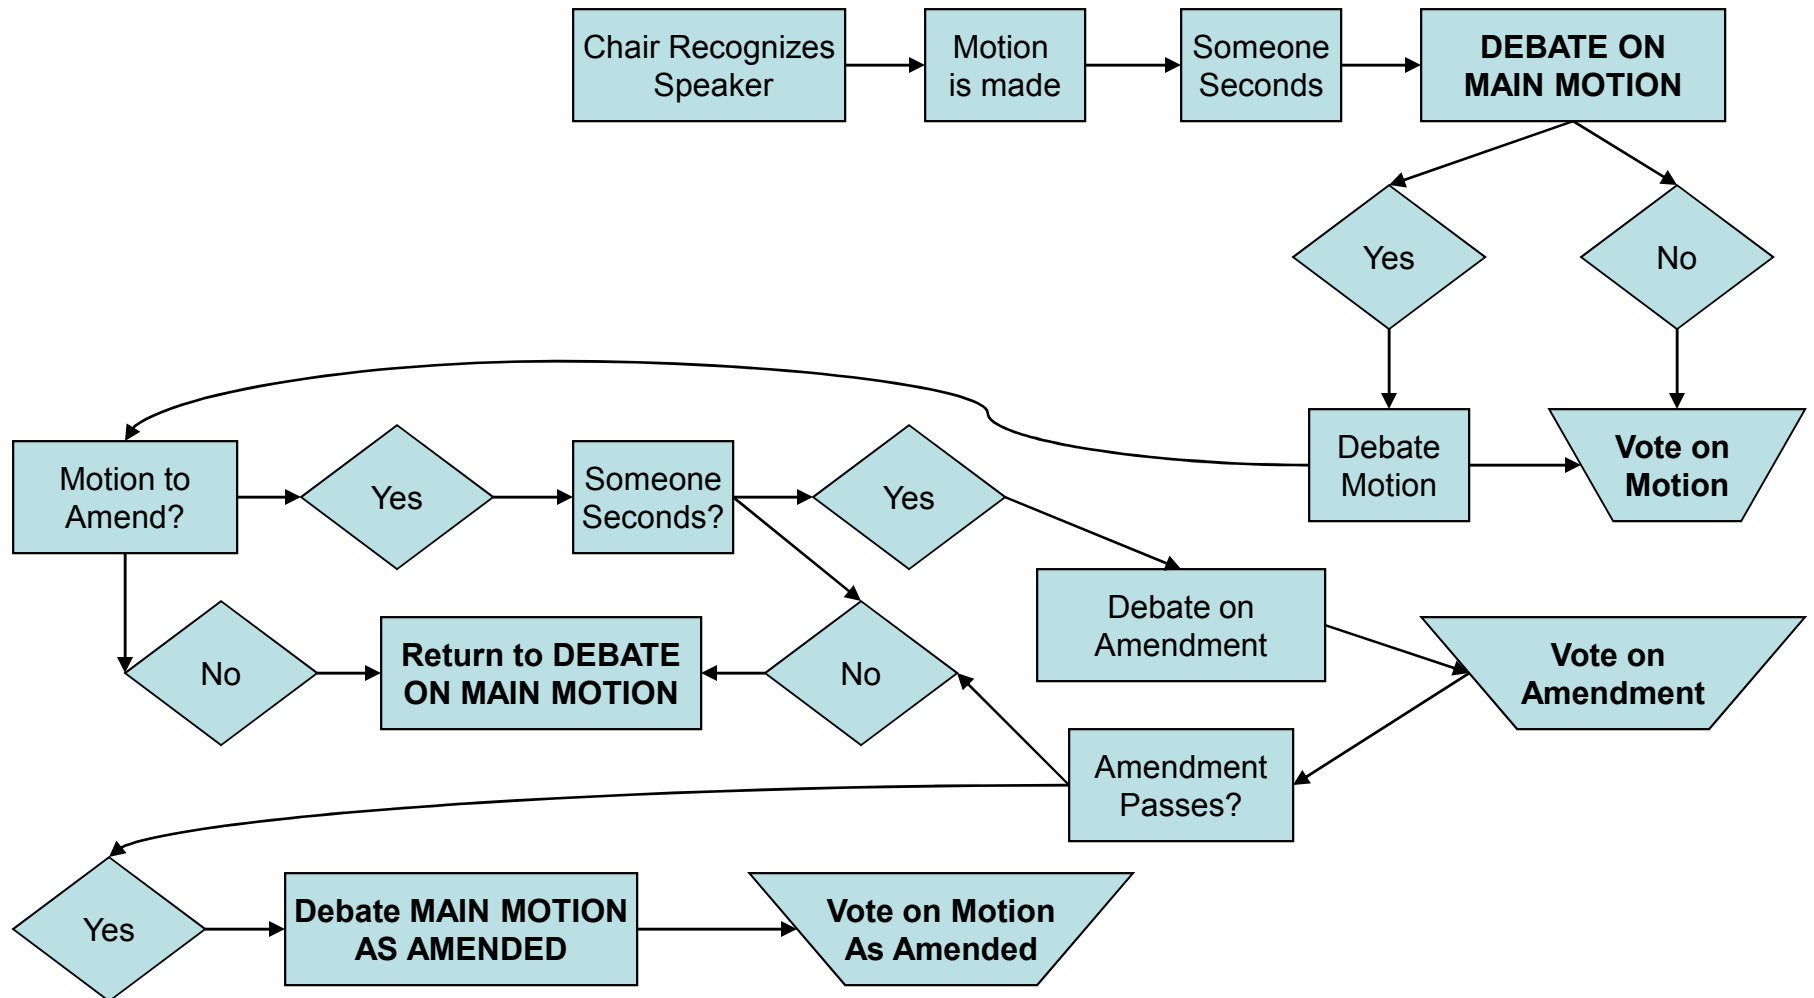 Chair Recognizes
Speaker
Motion
is made
Someone
Seconds
DEBATE ON
MAIN MOTION
Yes
No
Debate
Motion
Vote on
Motion
Motion to
Amend?
Yes
Someone
Seconds?
Yes
Debate on
Amendment
Vote on
Amendment
No
Return to DEBATE
ON MAIN MOTION
No
Amendment
Passes?
Yes
Debate MAIN MOTION
AS AMENDED
Vote on Motion
As Amended